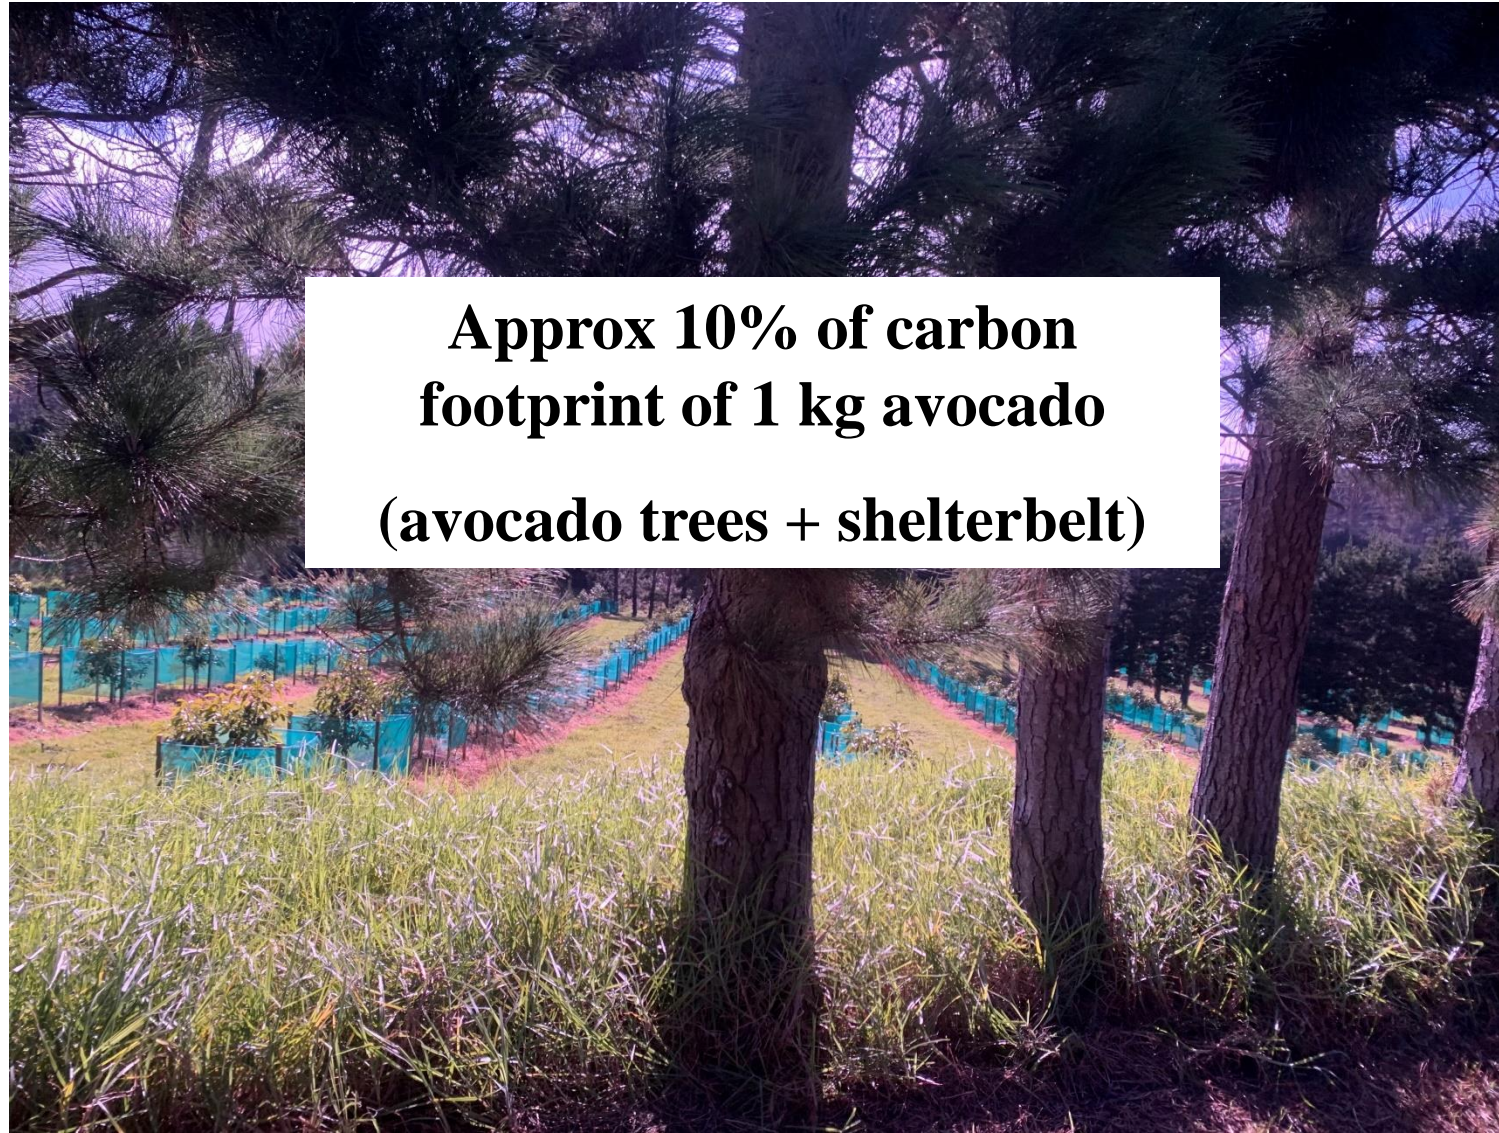 Approx 10% of carbon
footprint of 1 kg avocado
(avocado trees + shelterbelt)